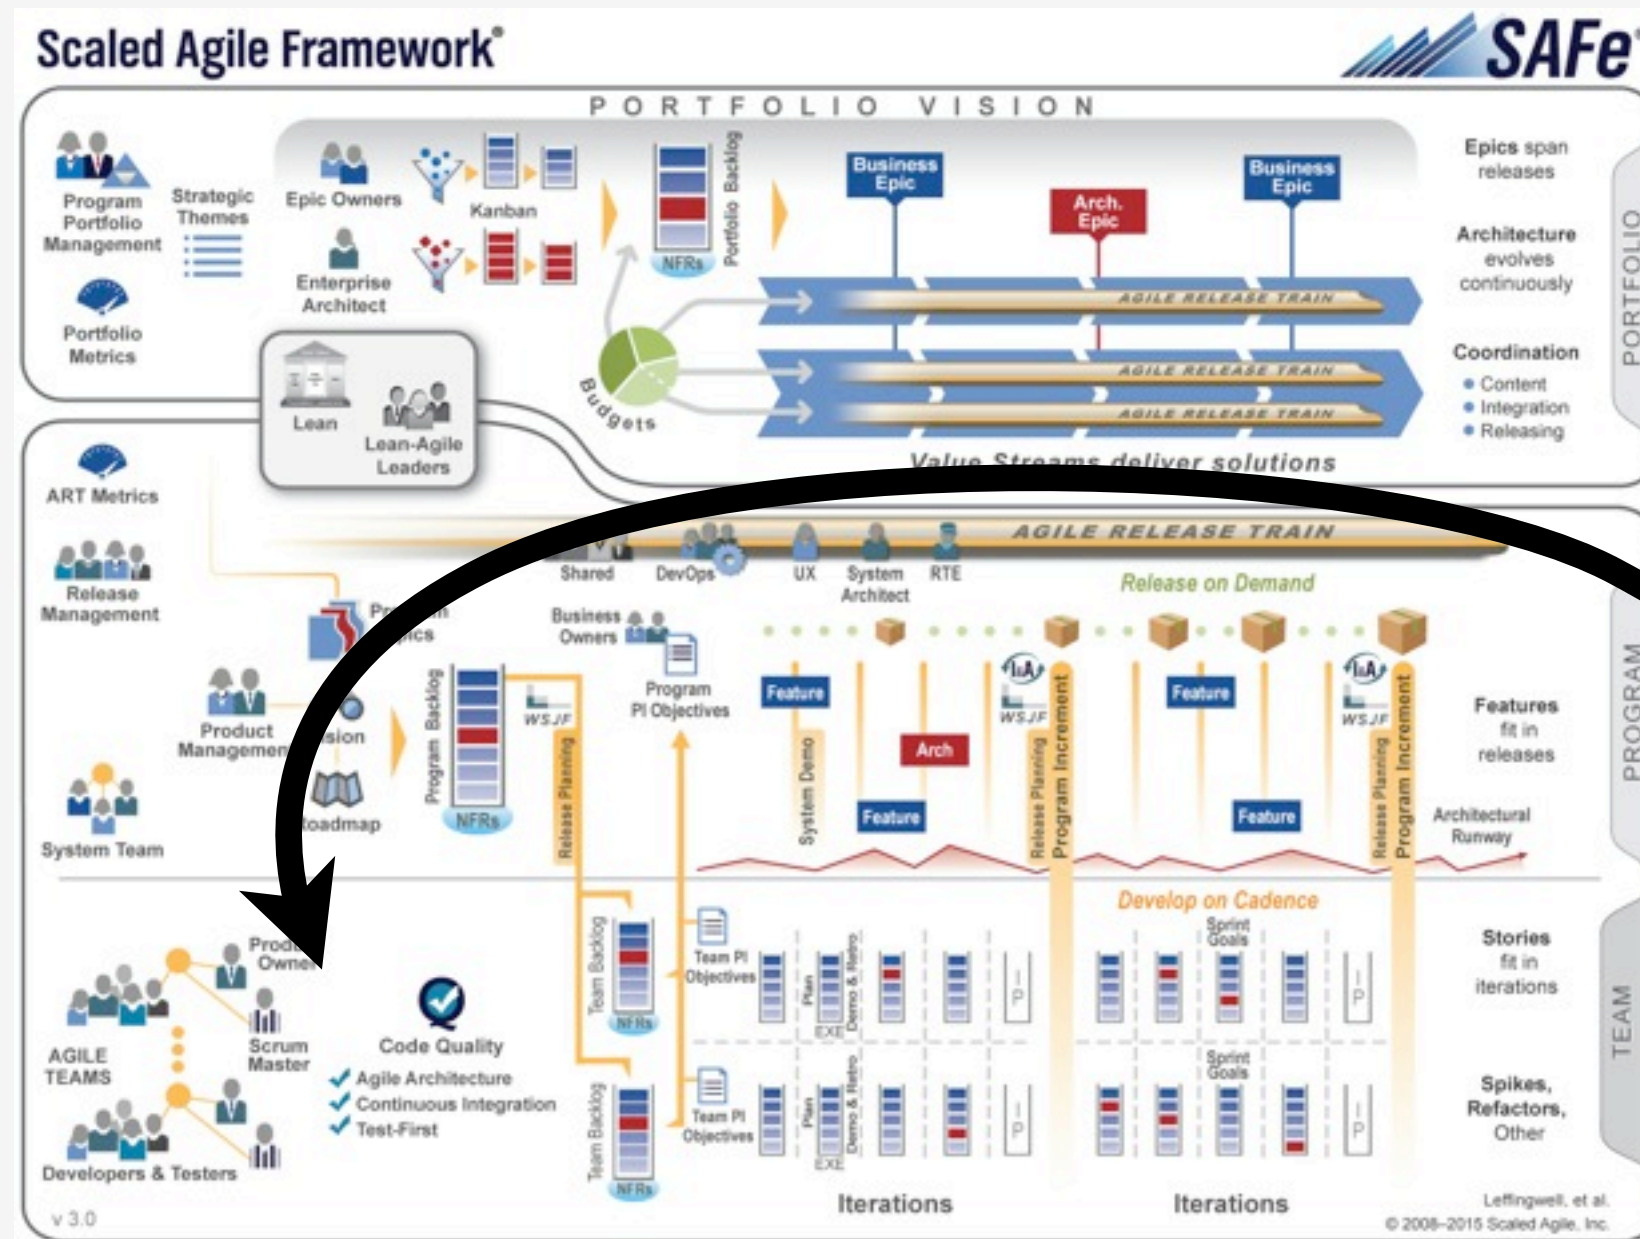 Scaled Agile Framework®
SAFe
PORTFOLIO VISION
Program
Portfolio
Management
Strategic
Themes
Portfolio
Metrics
Epic Owners
Kanban
Enterprise
Architect
Portfolio Backlog
NFRs
Budgets
Business
Epic
Arch.
Epic
Business
Epic
AGILE RELEASE TRAIN
AGILE RELEASE TRAIN
AGILE RELEASE TRAIN
Value Streams deliver solutions
Epics span
releases
Architecture
evolves
continuously
Coordination
• Content
• Integration
• Releasing
PORTFOLIO
Lean
Lean-Agile
Leaders
ART Metrics
Release
Management
AGILE RELEASE TRAIN
Shared
DevOps
UX
System
Architect
RTE
Release on Demand
Business
Owners
Program
PI Objectives
Product
Management
Roadmap
System Team
Program Backlog
NFRs
WSJF
Release Planning
Feature
System Demo
Feature
Arch
I&A
WSJF
Release Planning
Program Increment
Feature
Feature
I&A
WSJF
Release Planning
Program Increment
Features
fit in
releases
Architectural
Runway
PROGRAM
Develop on Cadence
Product
Owner
Scrum
Master
AGILE
TEAMS
Developers & Testers
Code Quality
Agile Architecture
Continuous Integration
Test-First
Team Backlog
NFRs
Team PI
Objectives
Plan
EXE
Demo & Retro
I
P
Sprint
Goals
I
P
Stories
fit in
iterations
Team Backlog
NFRs
Team PI
Objectives
Plan
EXE
Demo & Retro
I
P
Sprint
Goals
I
P
Spikes,
Refactors,
Other
TEAM
Iterations
Iterations
v 3.0
Leffingwell, et al.
© 2008–2015 Scaled Agile, Inc.